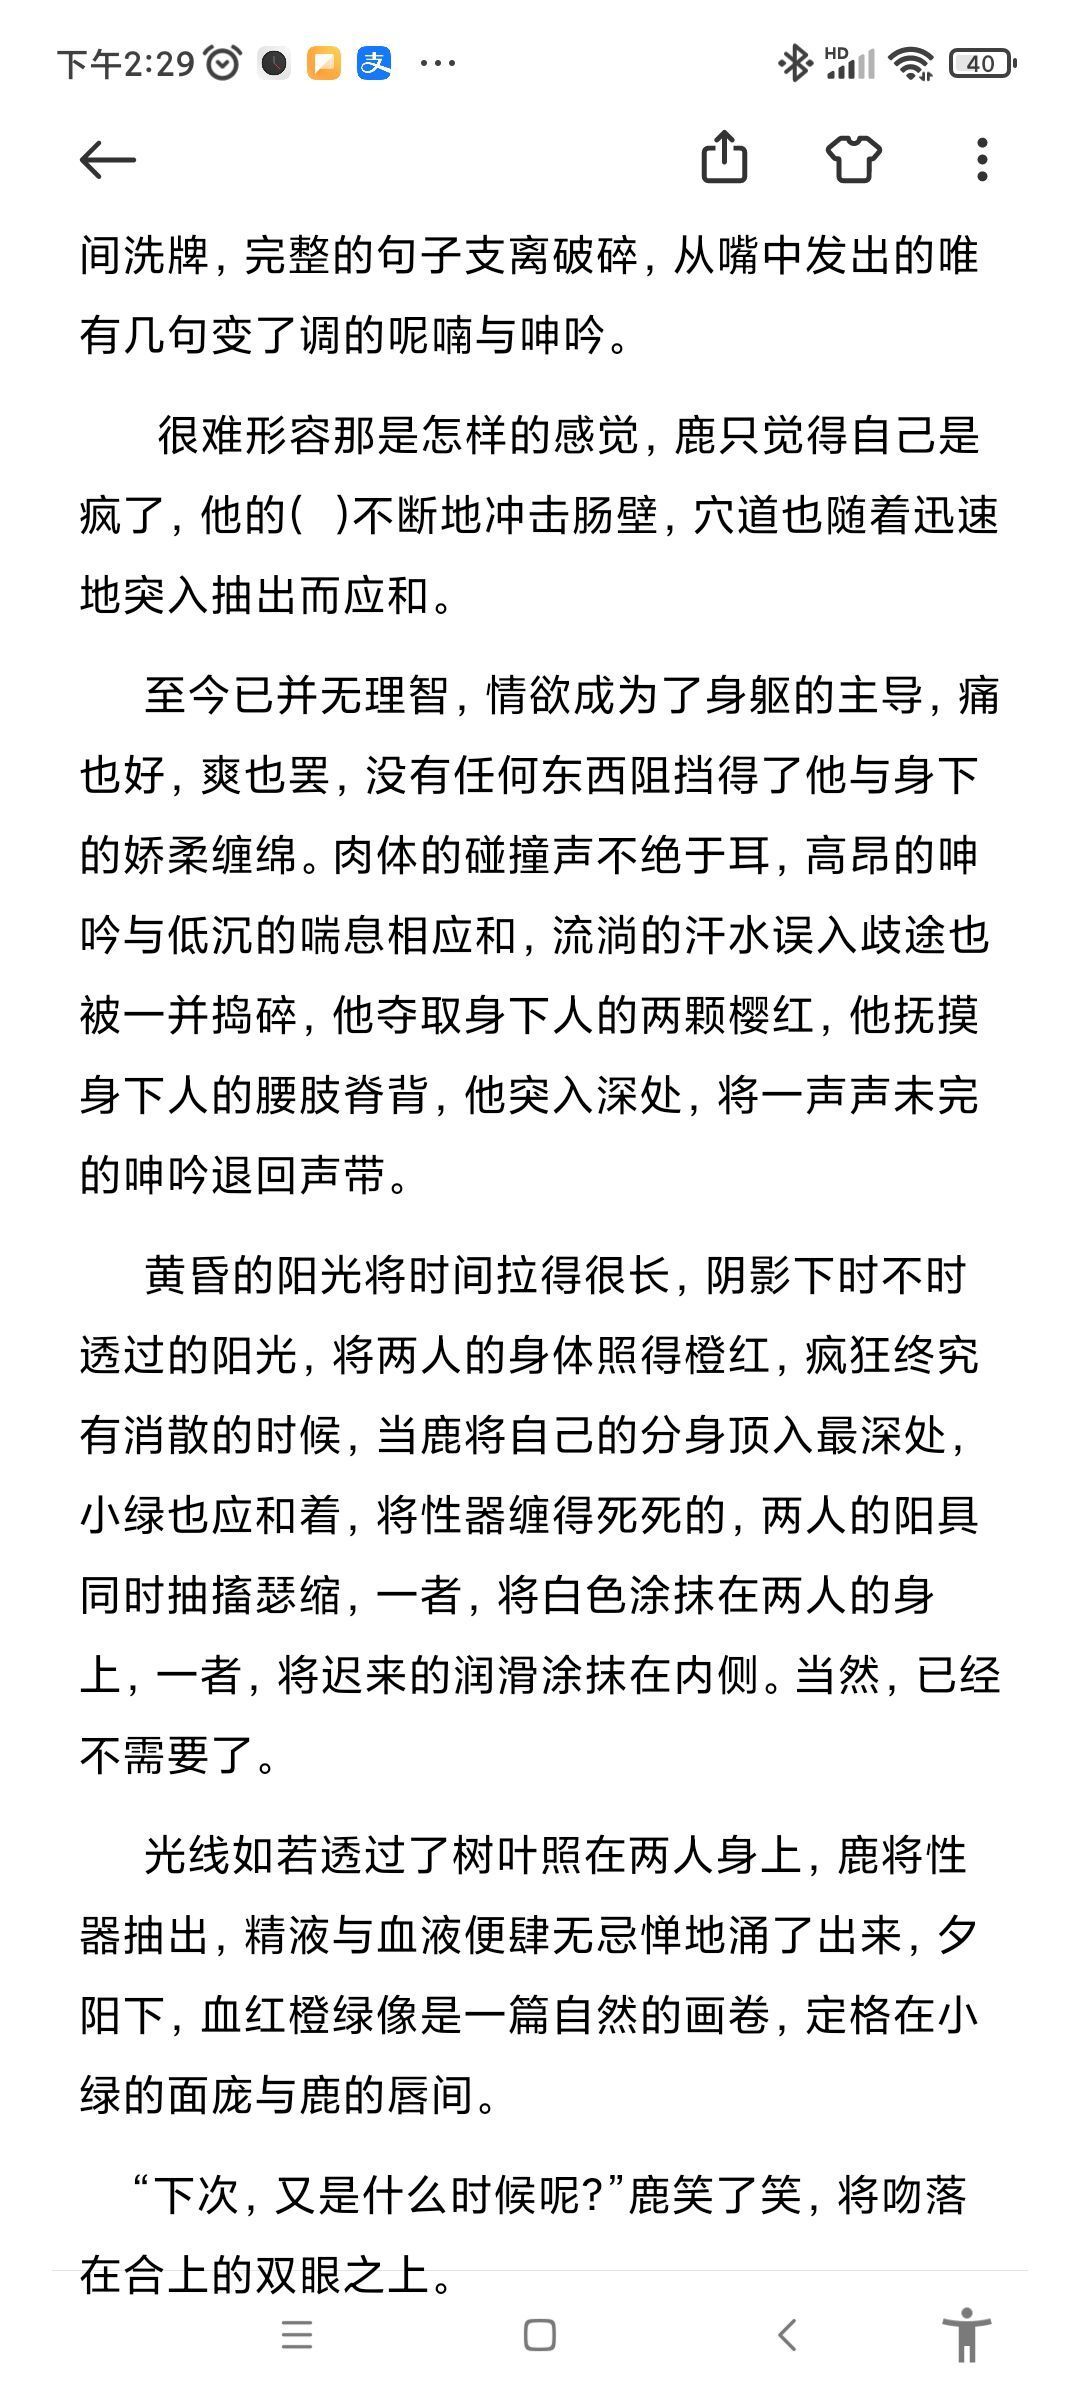 下午2:29
HD
40
间洗牌，完整的句子支离破碎，从嘴中发出的唯
有几句变了调的呢喃与呻吟。
很难形容那是怎样的感觉，鹿只觉得自己是
疯了，他的(  )不断地冲击肠壁，穴道也随着迅速
地突入抽出而应和。
至今已并无理智，情欲成为了身躯的主导，痛
也好，爽也罢，没有任何东西阻挡得了他与身下
的娇柔缠绵。肉体的碰撞声不绝于耳，高昂的呻
吟与低沉的喘息相应和，流淌的汗水误入歧途也
被一并捣碎，他夺取身下人的两颗樱红，他抚摸
身下人的腰肢脊背，他突入深处，将一声声未完
的呻吟退回声带。
黄昏的阳光将时间拉得很长，阴影下时不时
透过的阳光，将两人的身体照得橙红，疯狂终究
有消散的时候，当鹿将自己的分身顶入最深处，
小绿也应和着，将性器缠得死死的，两人的阳具
同时抽搐瑟缩，一者，将白色涂抹在两人的身
上，一者，将迟来的润滑涂抹在内侧。当然，已经
不需要了。
光线如若透过了树叶照在两人身上，鹿将性
器抽出，精液与血液便肆无忌惮地涌了出来，夕
阳下，血红橙绿像是一篇自然的画卷，定格在小
绿的面庞与鹿的唇间。
“下次，又是什么时候呢?”鹿笑了笑，将吻落
在合上的双眼之上。